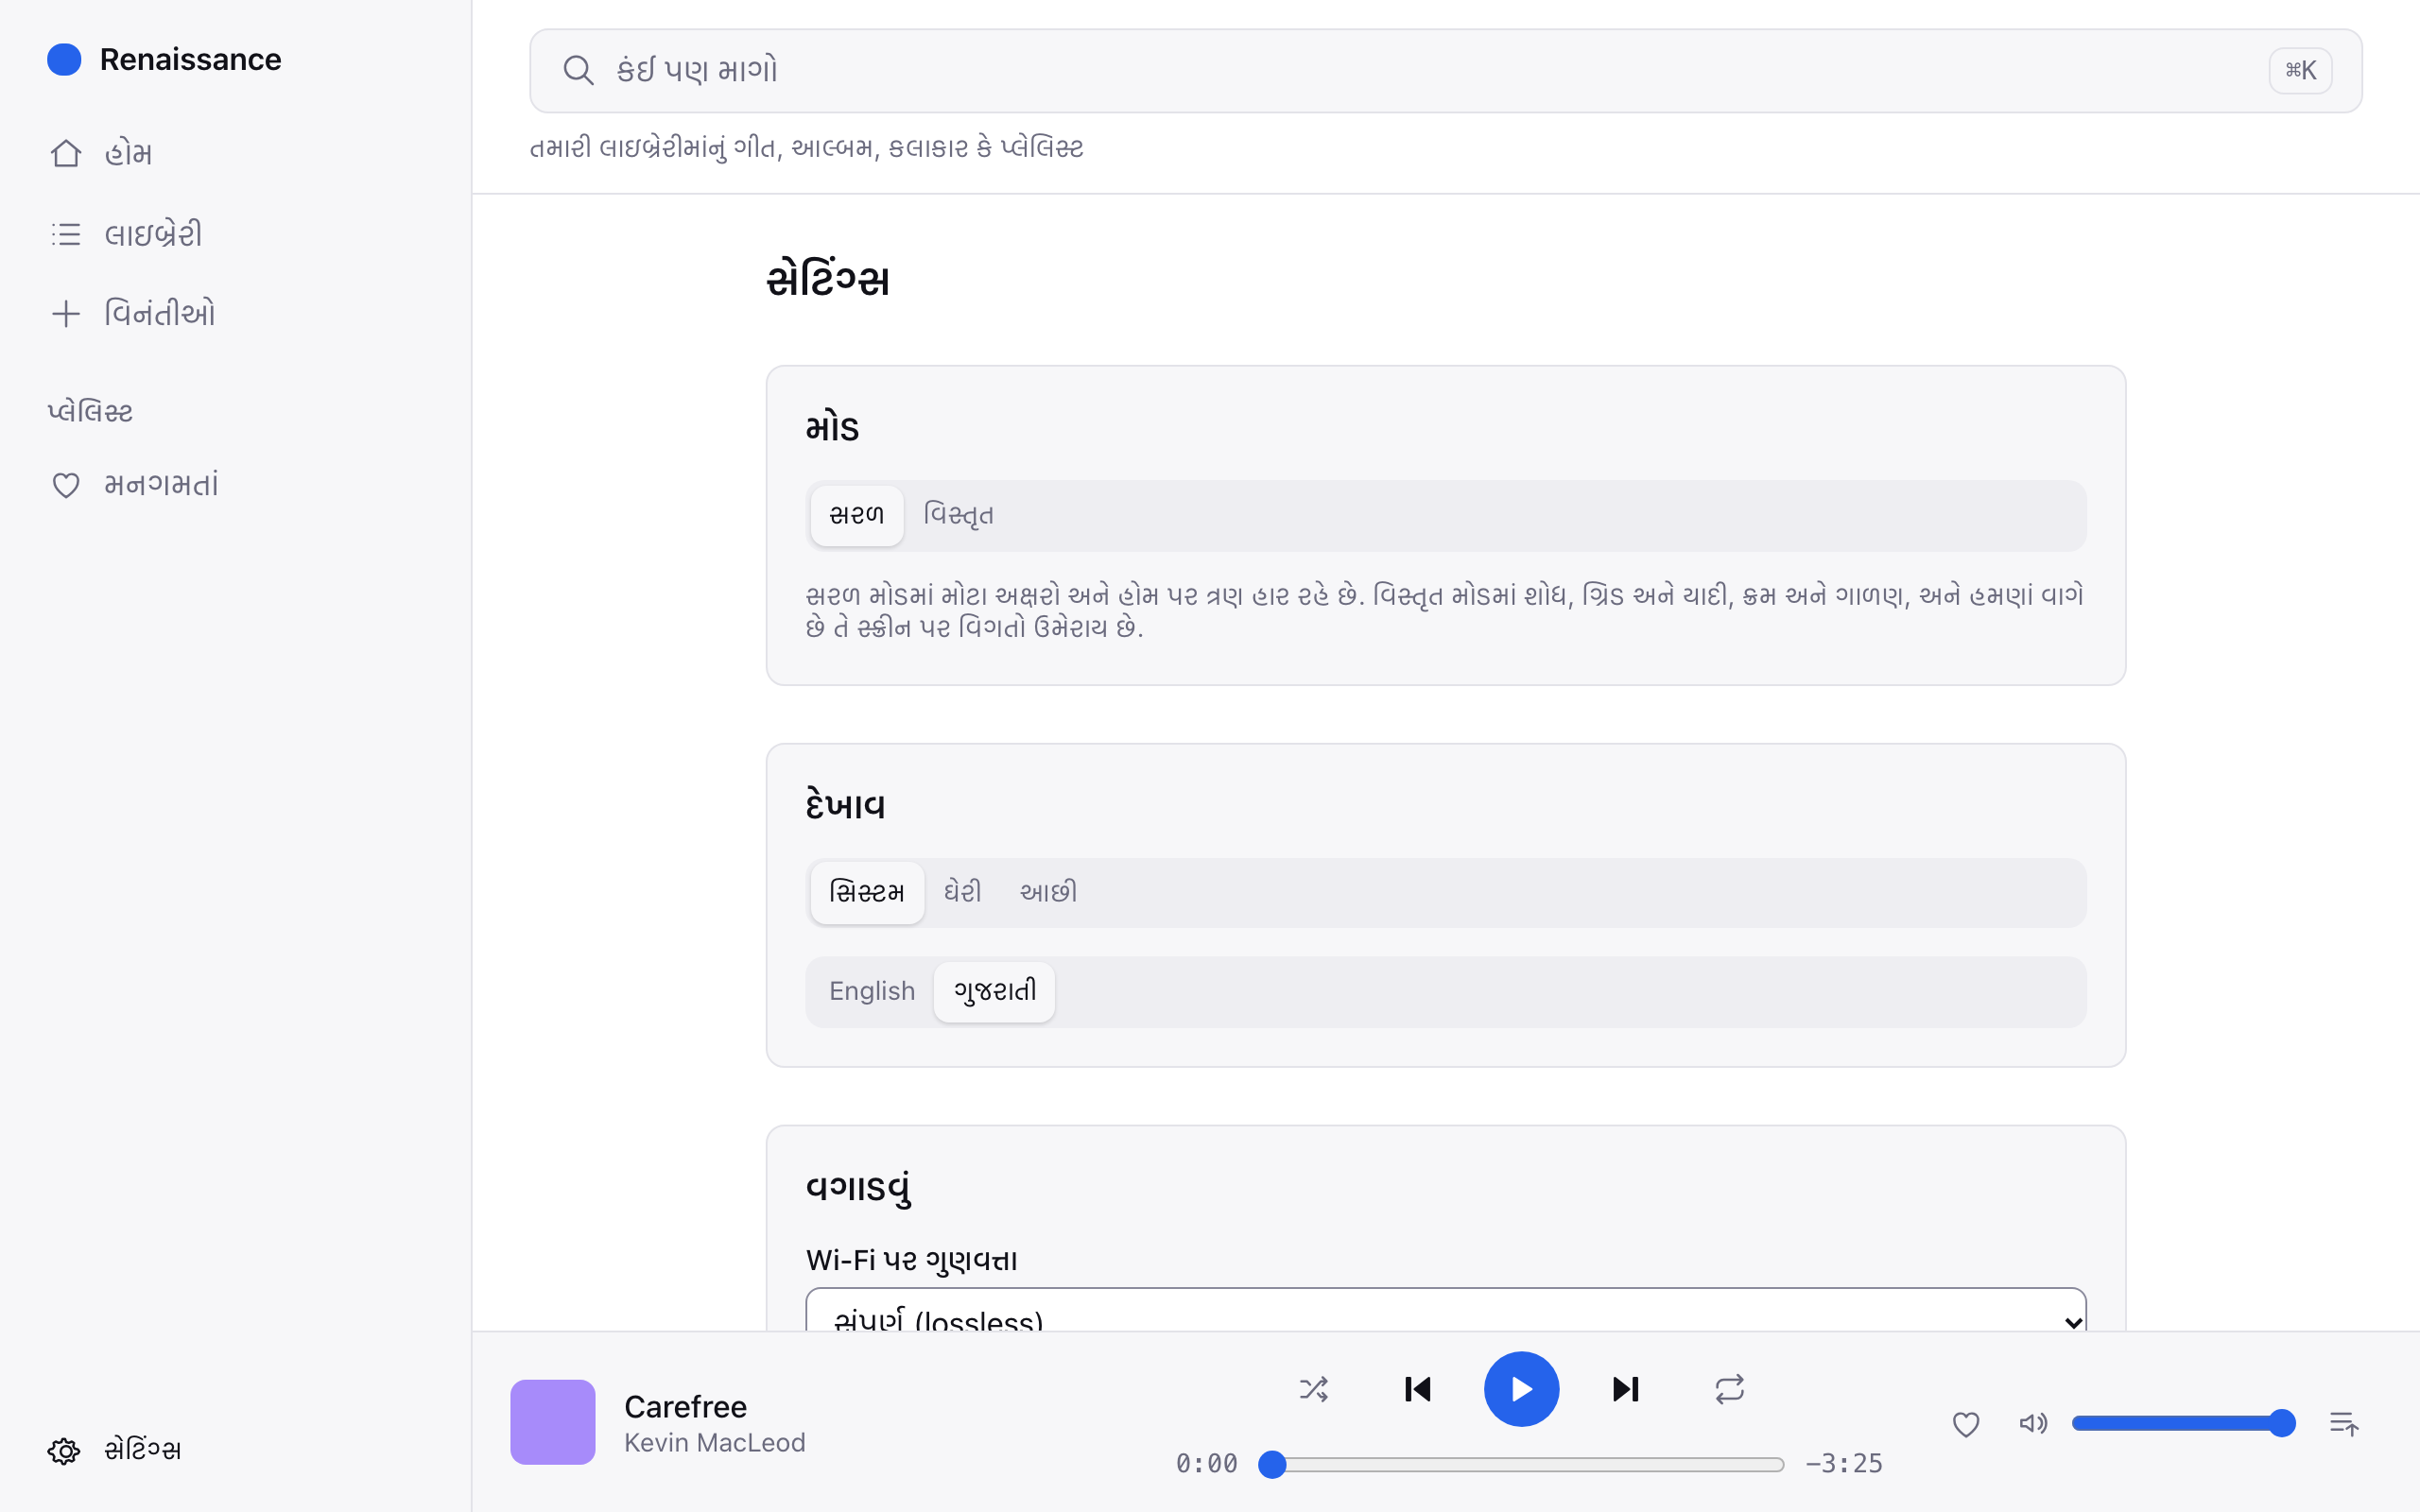 Renaissance
હોમ
લાઇબ્રેરી
વિનંતીઓ
પ્લેલિસ્ટ
મનગમતાં
સેટિંગ્સ
કંઈ પણ માગો
⌘K
તમારી લાઇબ્રેરીમાંનું ગીત, આલ્બમ, કલાકાર કે પ્લેલિસ્ટ
સેટિંગ્સ
મોડ
સરળ વિસ્તૃત
સરળ મોડમાં મોટા અક્ષરો અને હોમ પર ત્રણ હાર રહે છે. વિસ્તૃત મોડમાં શોધ, ગ્રિડ અને યાદી, ક્રમ અને ગાળણ, અને હમણાં વાગે
છે તે સ્ક્રીન પર વિગતો ઉમેરાય છે.
દેખાવ
સિસ્ટમ ઘેરી આછી
English ગુજરાતી
વગાડવું
Wi-Fi પર ગુણવત્તા
સંપૂર્ણ (lossless)
Carefree
Kevin MacLeod
0:00
−3:25